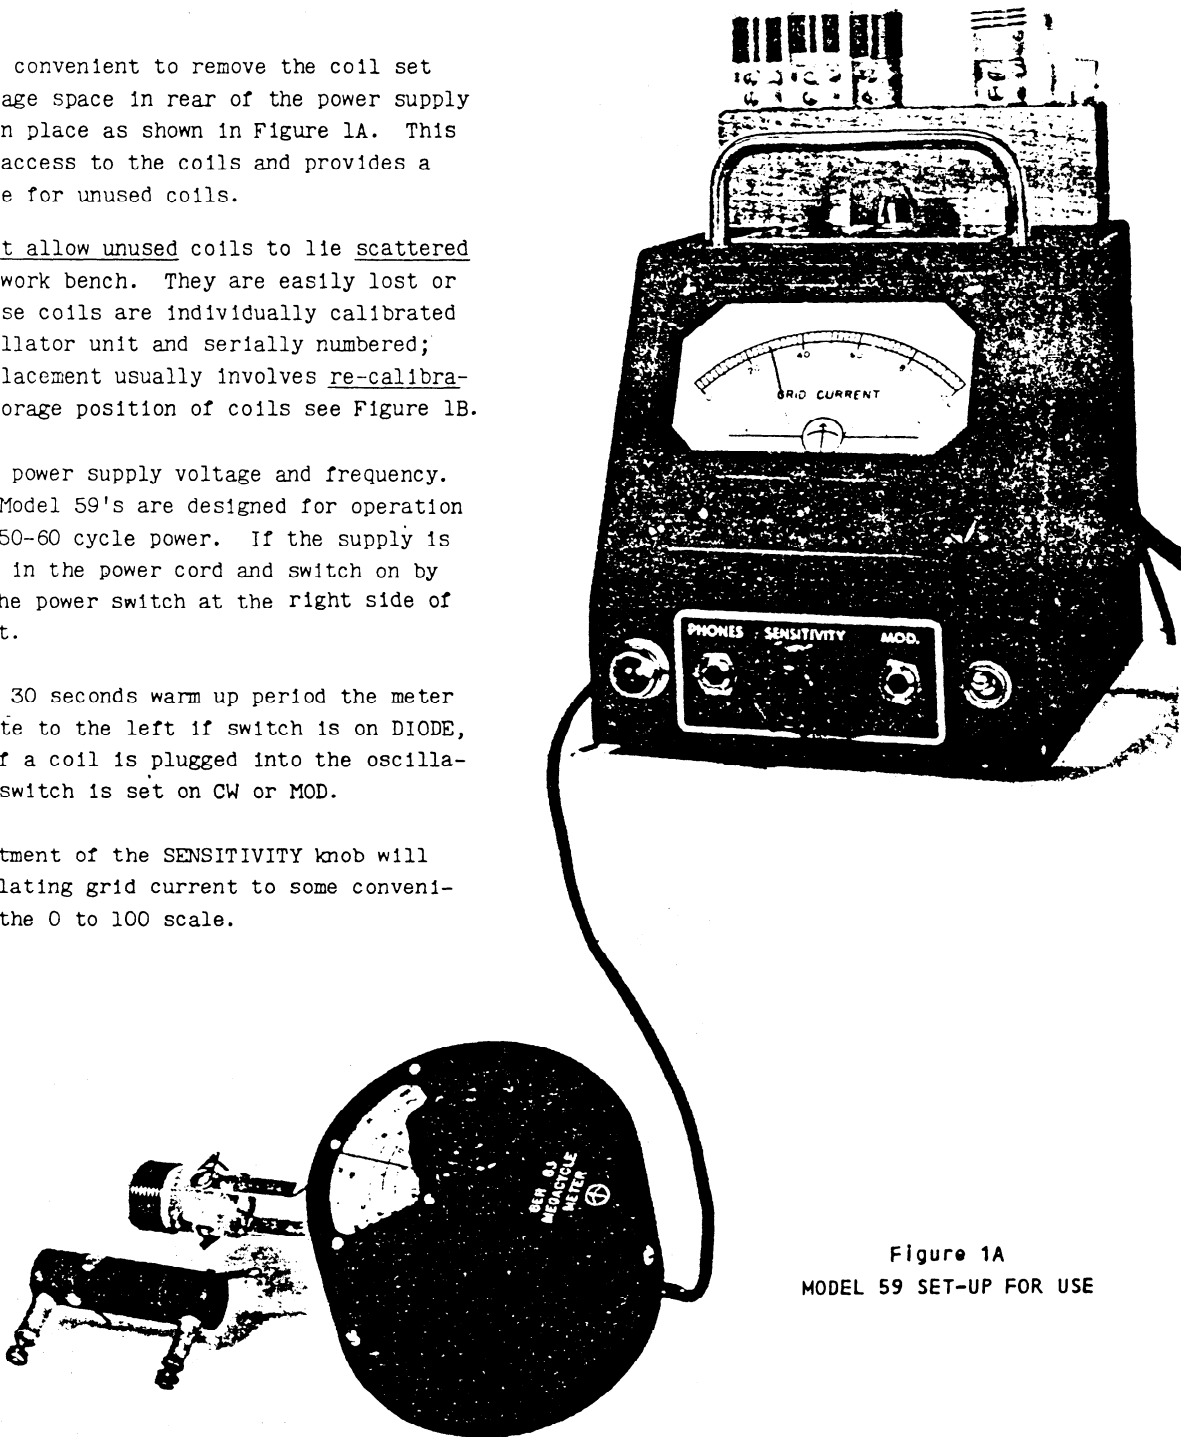 convenient to remove the coil set
age space in rear of the power supply
n place as shown in Figure 1A. This
access to the coils and provides a
e for unused coils.
t allow unused coils to lie scattered
work bench. They are easily lost or
se coils are individually calibrated
llator unit and serially numbered;
lacement usually involves re-calibra-
orage position of coils see Figure 1B.
power supply voltage and frequency.
Model 59's are designed for operation
50-60 cycle power. If the supply is
in the power cord and switch on by
he power switch at the right side of
t.
30 seconds warm up period the meter
te to the left if switch is on DIODE,
f a coil is plugged into the oscilla-
switch is set on CW or MOD.
tment of the SENSITIVITY knob will
lating grid current to some conveni-
the 0 to 100 scale.
40
GRID CURRENT
PHONES SENSITIVITY MOD.
MEGACYCLE
METER
Figure 1A
MODEL 59 SET-UP FOR USE